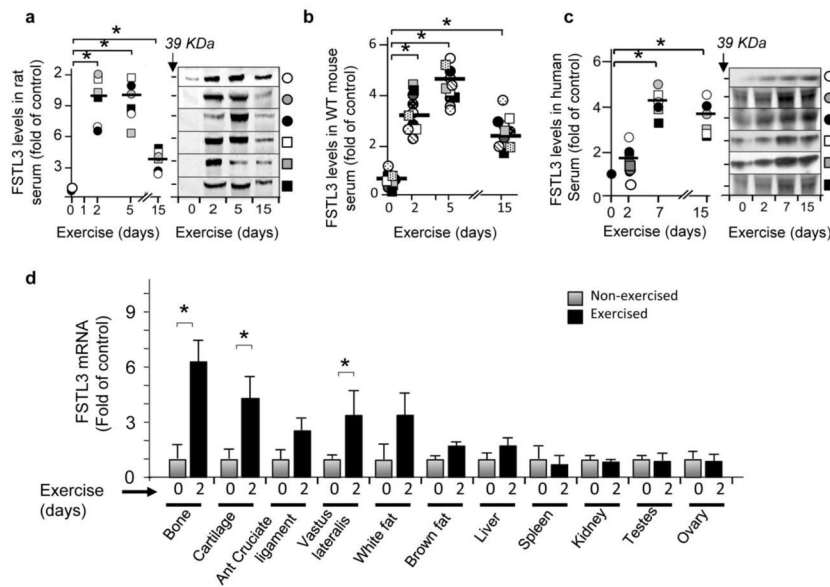 a
39 KDa
FSTL3 levels in rat
serum (fold of control)
12
9
6
3
0
*
*
*
0 1 2 5 15
Exercise (days)
0 2 5 15
Exercise (days)
b
FSTL3 levels in WT mouse
serum (fold of control)
6
4
2
0
*
*
*
0 2 5 15
Exercise (days)
c
39 KDa
FSTL3 levels in human
Serum (fold of control)
6
4
2
0
*
*
0 2 7 15
Exercise (days)
0 2 7 15
Exercise (days)
d
FSTL3 mRNA
(Fold of control)
9
6
3
0
*
*
*
Non-exercised
Exercised
Exercise
(days)
0 2 0 2 0 2 0 2 0 2 0 2 0 2 0 2 0 2 0 2 0 2
Bone
Cartilage
Ant Cruciate
ligament
Vastus
lateralis
White fat
Brown fat
Liver
Spleen
Kidney
Testes
Ovary